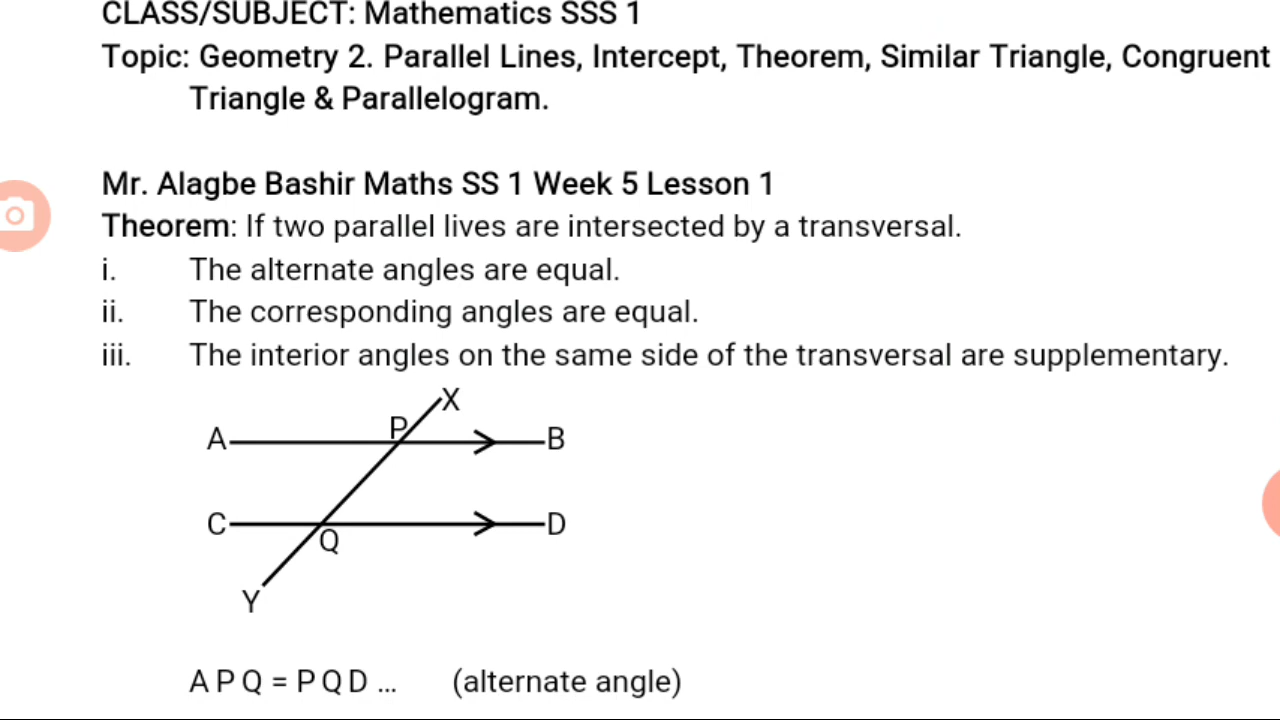 CLASS/SUBJECT: Mathematics SSS 1
Topic: Geometry 2. Parallel Lines, Intercept, Theorem, Similar Triangle, Congruent
Triangle & Parallelogram.
Mr. Alagbe Bashir Maths SS 1 Week 5 Lesson 1
Theorem: If two parallel lives are intersected by a transversal.
i. The alternate angles are equal.
ii. The corresponding angles are equal.
iii. The interior angles on the same side of the transversal are supplementary.
X
P
A B
C D
Q
Y
A P Q = P Q D ... (alternate angle)